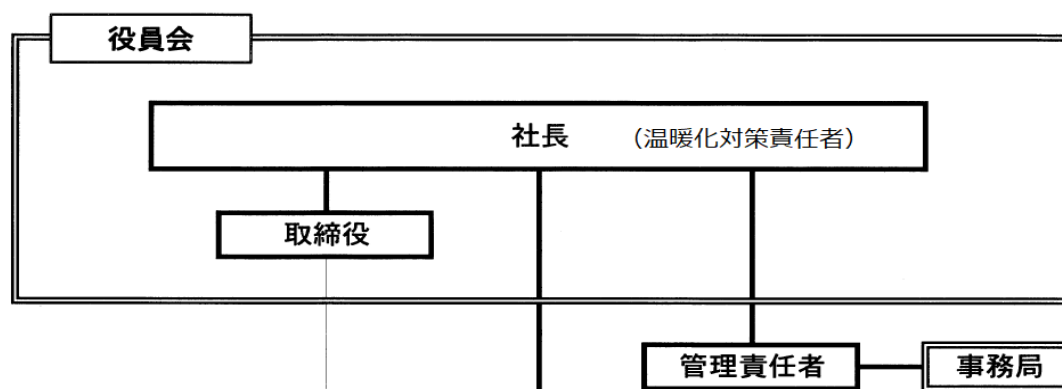 役員会
社長 （温暖化対策責任者）
取締役
管理責任者
事務局